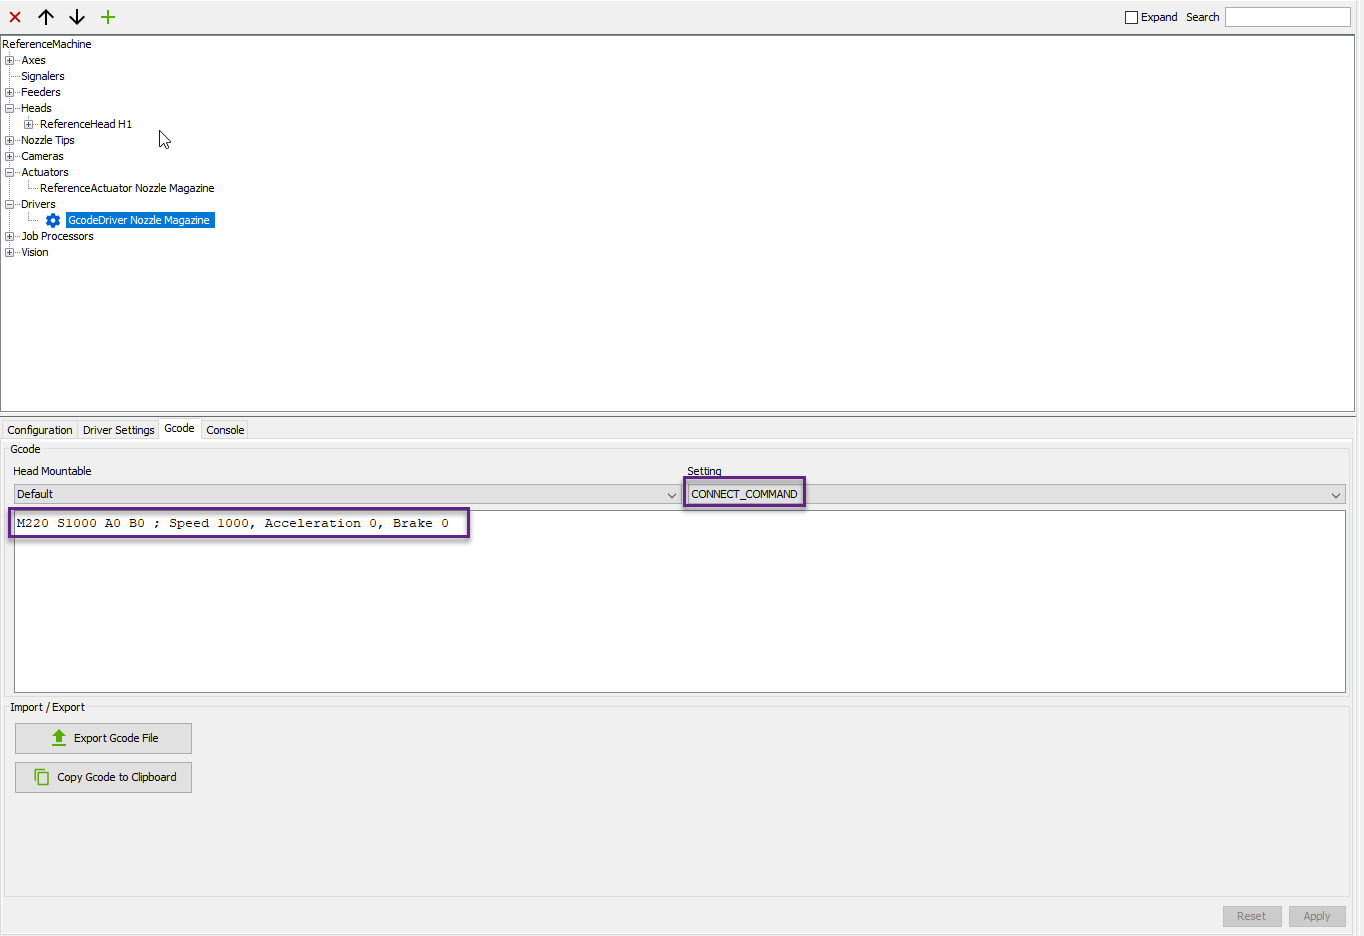 Expand Search
ReferenceMachine
Axes
Signalers
Feeders
Heads
ReferenceHead H1
Nozzle Tips
Cameras
Actuators
ReferenceActuator Nozzle Magazine
Drivers
GcodeDriver Nozzle Magazine
Job Processors
Vision
Configuration Driver Settings Gcode Console
Gcode
Head Mountable Setting
Default CONNECT_COMMAND
M220 S1000 A0 B0 ; Speed 1000, Acceleration 0, Brake 0
Import / Export
Export Gcode File
Copy Gcode to Clipboard
Reset Apply